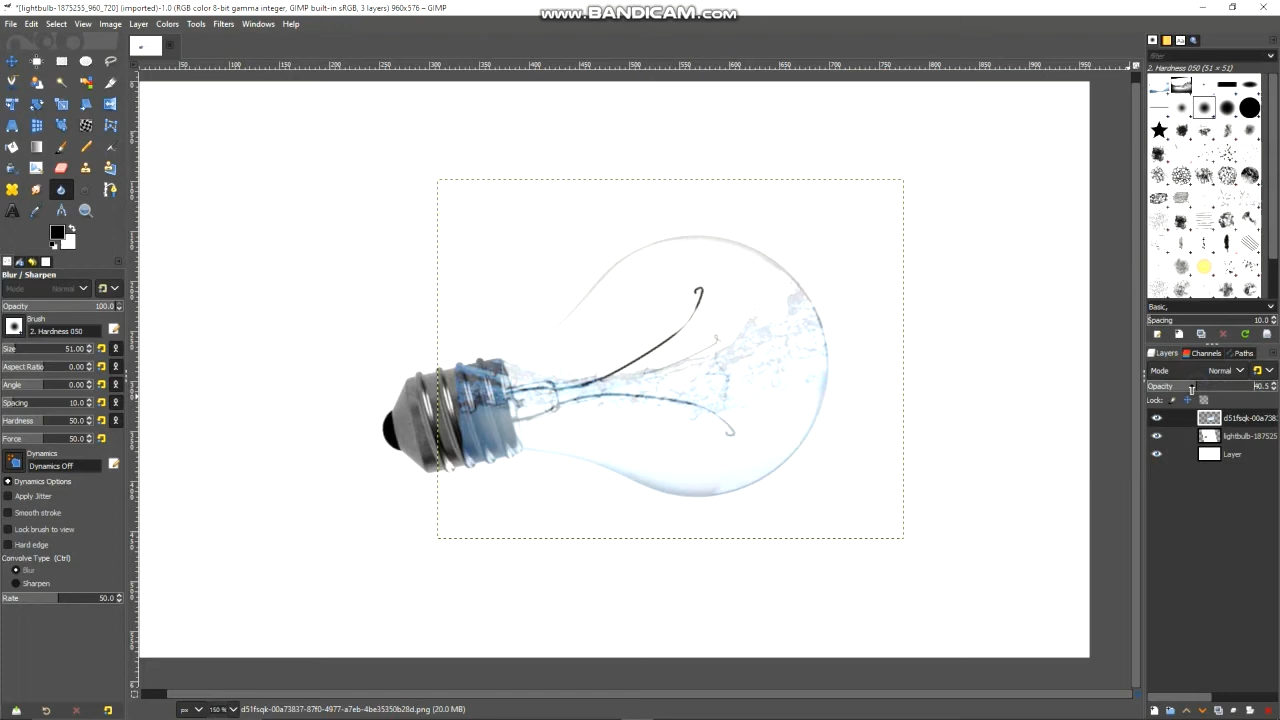 *[lightbulb-1875255_960_720] (imported)-1.0 (RGB color 8-bit gamma integer, GIMP built-in sRGB, 3 layers) 960x576 – GIMP
www.BANDICAM.com
File Edit Select View Image Layer Colors Tools Filters Windows Help
filter
2. Hardness 050 (51 × 51)
Blur / Sharpen
Mode Normal
Opacity 100.0
Brush
2. Hardness 050
Size 51.00
Aspect Ratio 0.00
Angle 0.00
Spacing 10.0
Hardness 50.0
Force 50.0
Dynamics
Dynamics Off
Dynamics Options
Apply Jitter
Smooth stroke
Lock brush to view
Hard edge
Convolve Type (Ctrl)
Blur
Sharpen
Rate 50.0
Basic,
Spacing 10.0
Layers Channels Paths
Mode Normal
Opacity 40.5
Lock:
d51fsqk-00a738
lightbulb-187525
Layer
px 150 % d51fsqk-00a73837-87f0-4977-a7eb-4be35350b28d.png (20.0 MB)